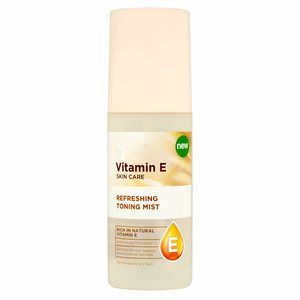 new
Vitamin E
SKIN CARE
REFRESHING
TONING MIST
RICH IN NATURAL
VITAMIN E
E